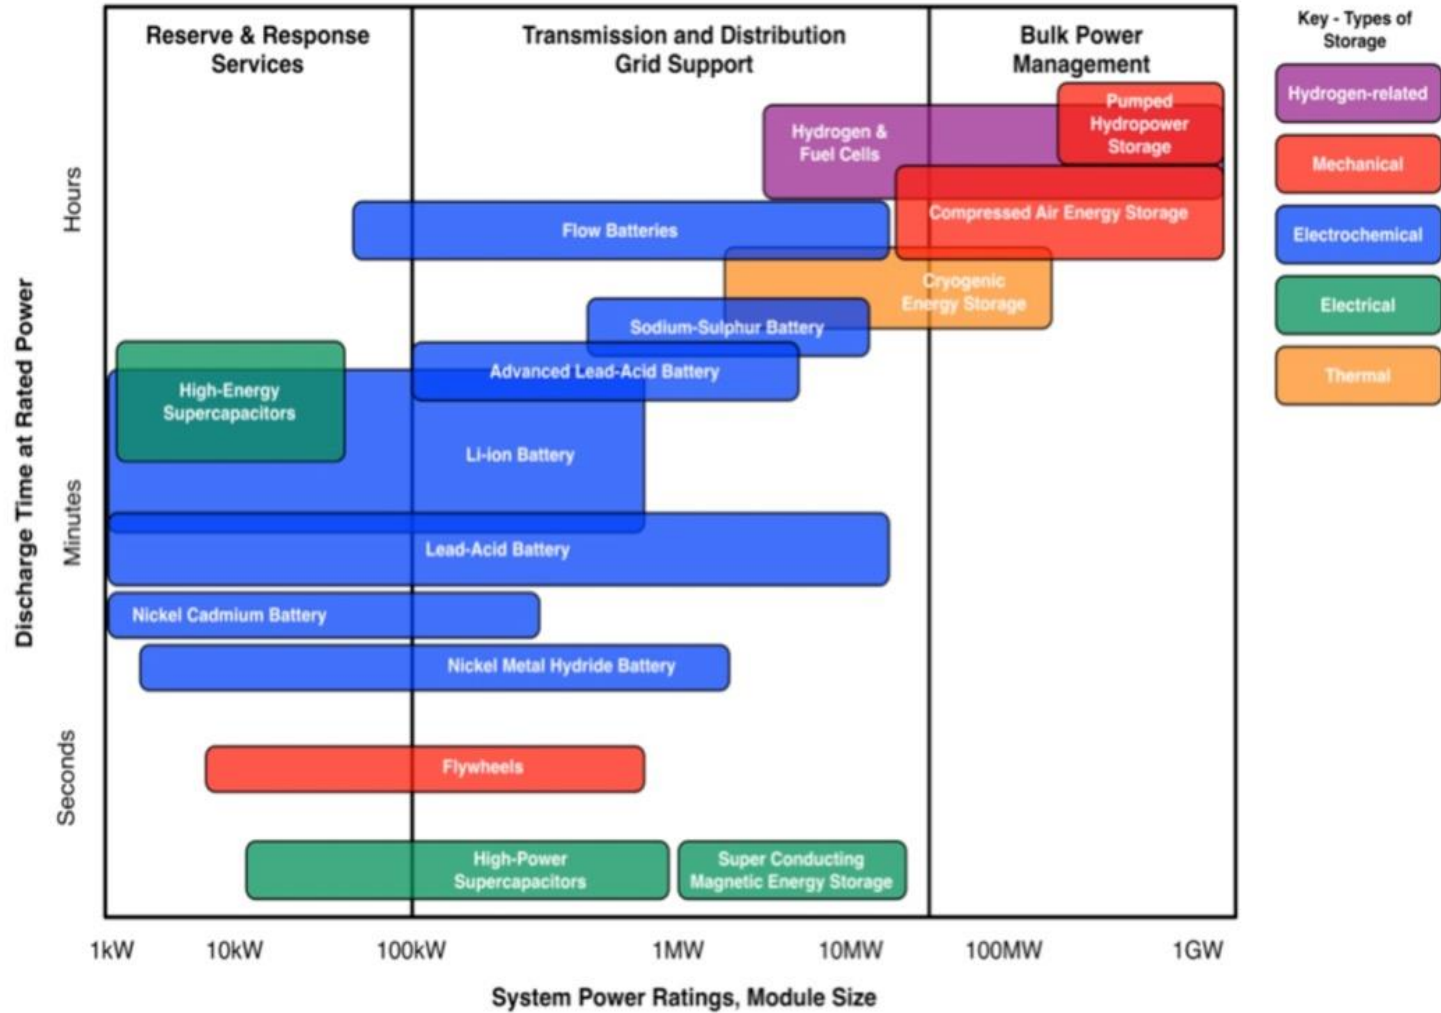 Reserve & Response
Services
Transmission and Distribution
Grid Support
Bulk Power
Management
Key - Types of
Storage
Hydrogen-related
Mechanical
Electrochemical
Electrical
Thermal
Pumped
Hydropower
Storage
Hydrogen &
Fuel Cells
Compressed Air Energy Storage
Flow Batteries
Cryogenic
Energy Storage
Sodium-Sulphur Battery
Advanced Lead-Acid Battery
High-Energy
Supercapacitors
Li-ion Battery
Lead-Acid Battery
Nickel Cadmium Battery
Nickel Metal Hydride Battery
Flywheels
High-Power
Supercapacitors
Super Conducting
Magnetic Energy Storage
Discharge Time at Rated Power
Hours
Minutes
Seconds
1kW
10kW
100kW
1MW
10MW
100MW
1GW
System Power Ratings, Module Size